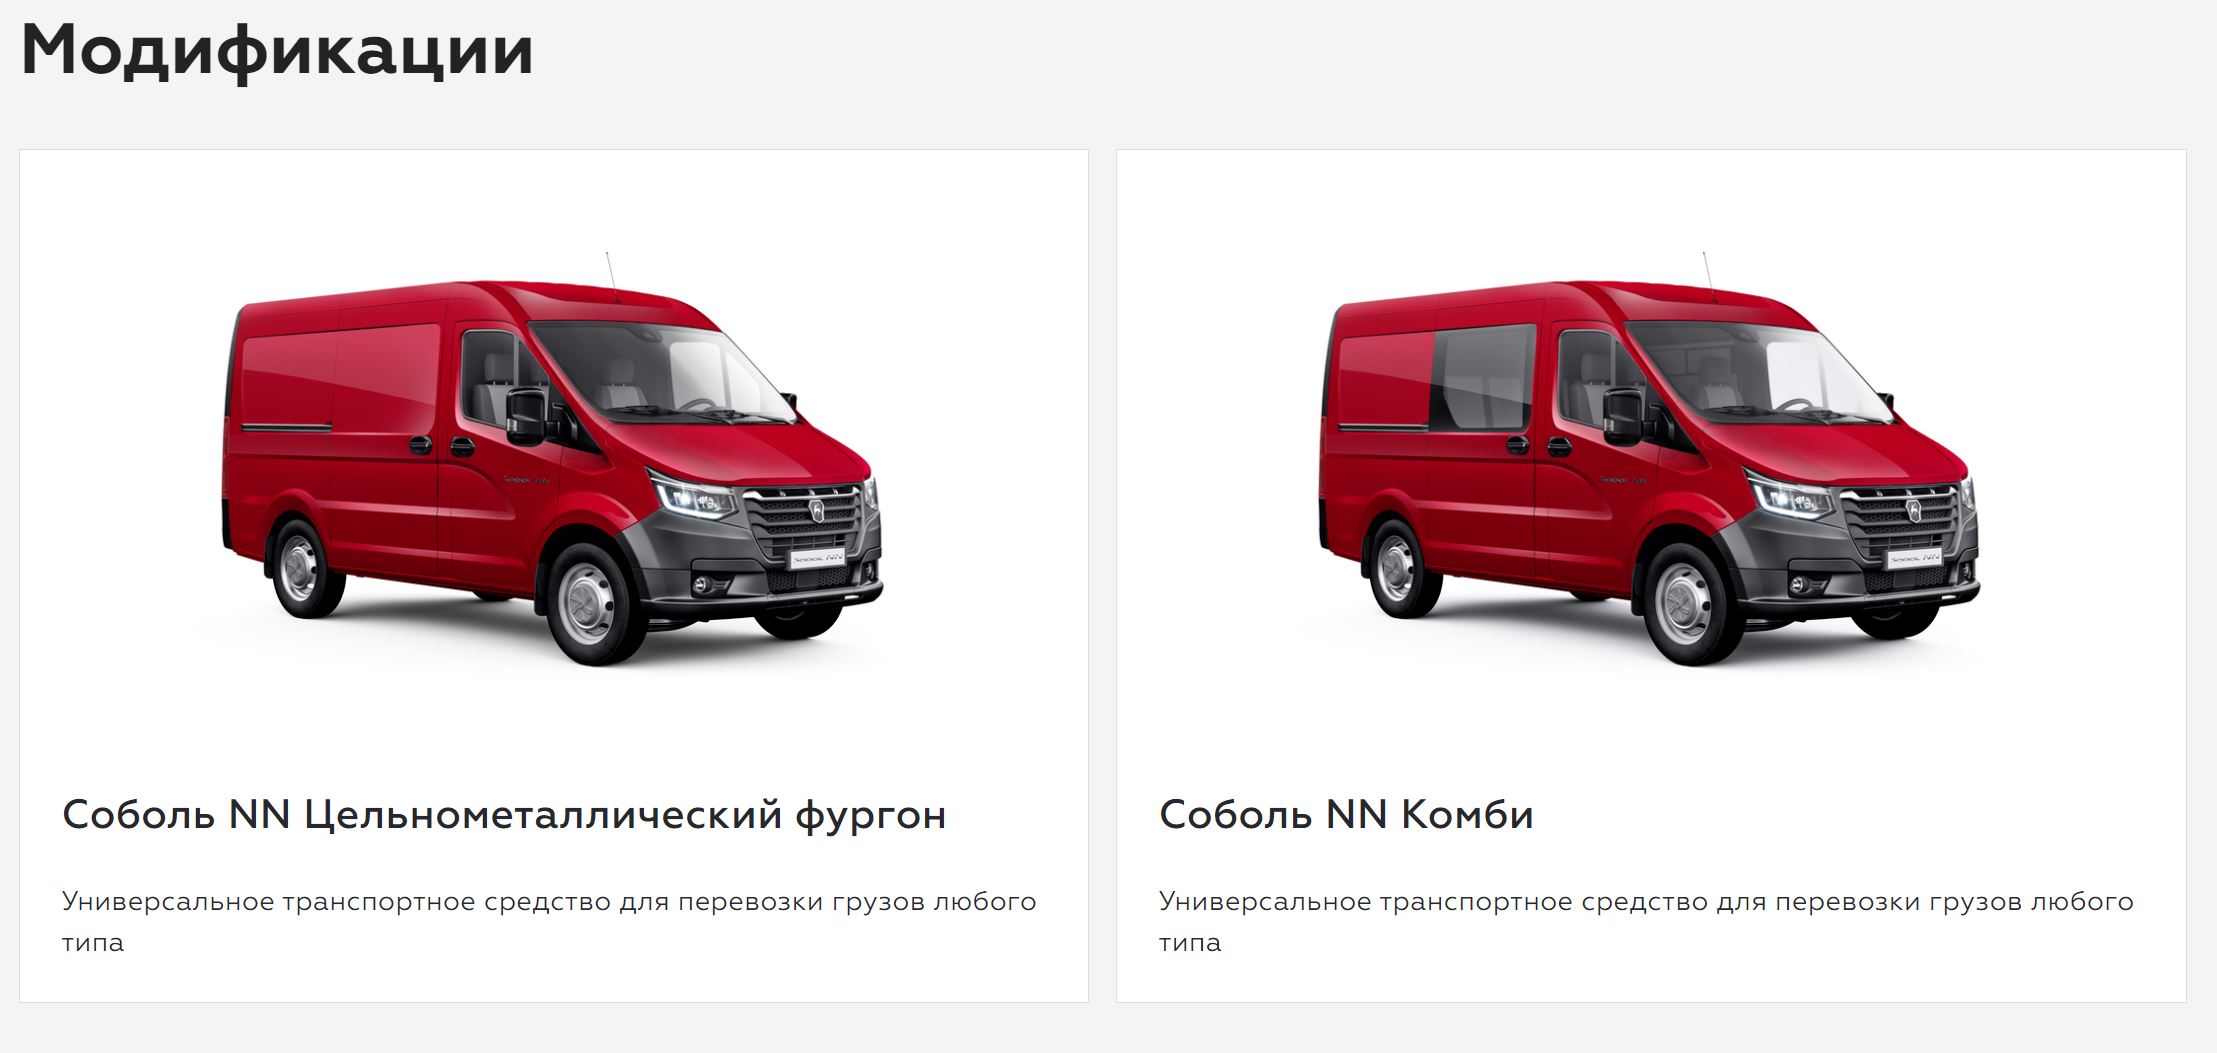 Модификации
Соболь NN Цельнометаллический фургон
Универсальное транспортное средство для перевозки грузов любого
типа
Соболь NN Комби
Универсальное транспортное средство для перевозки грузов любого
типа